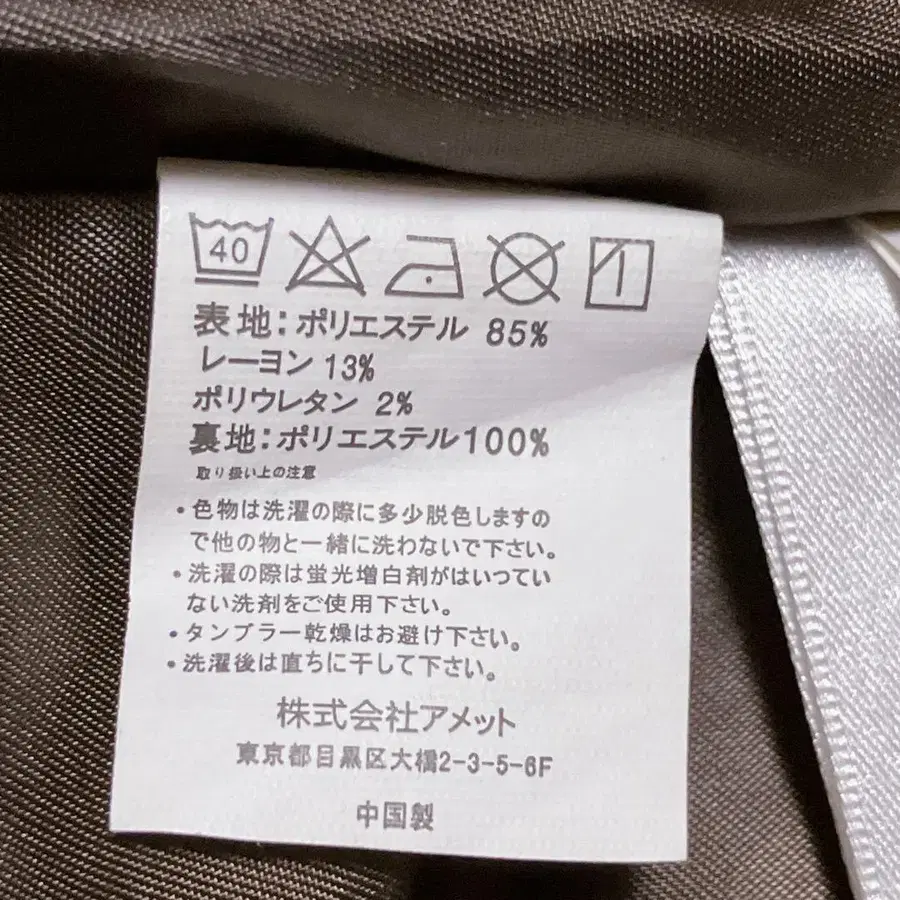 40
表地：ポリエステル 85%
レーヨン 13%
ポリウレタン 2%
裏地：ポリエステル100%
取り扱い上の注意
・色物は洗濯の際に多少脱色しますの
で他の物と一緒に洗わないで下さい。
・洗濯の際は蛍光増白剤がはいつてい
ない洗剤をご使用下さい。
・タンブラー乾燥はお避け下さい。
・洗濯後は直ちに干して下さい。
株式会社アメット
東京都目黒区大橋2-3-5-6F
中国製